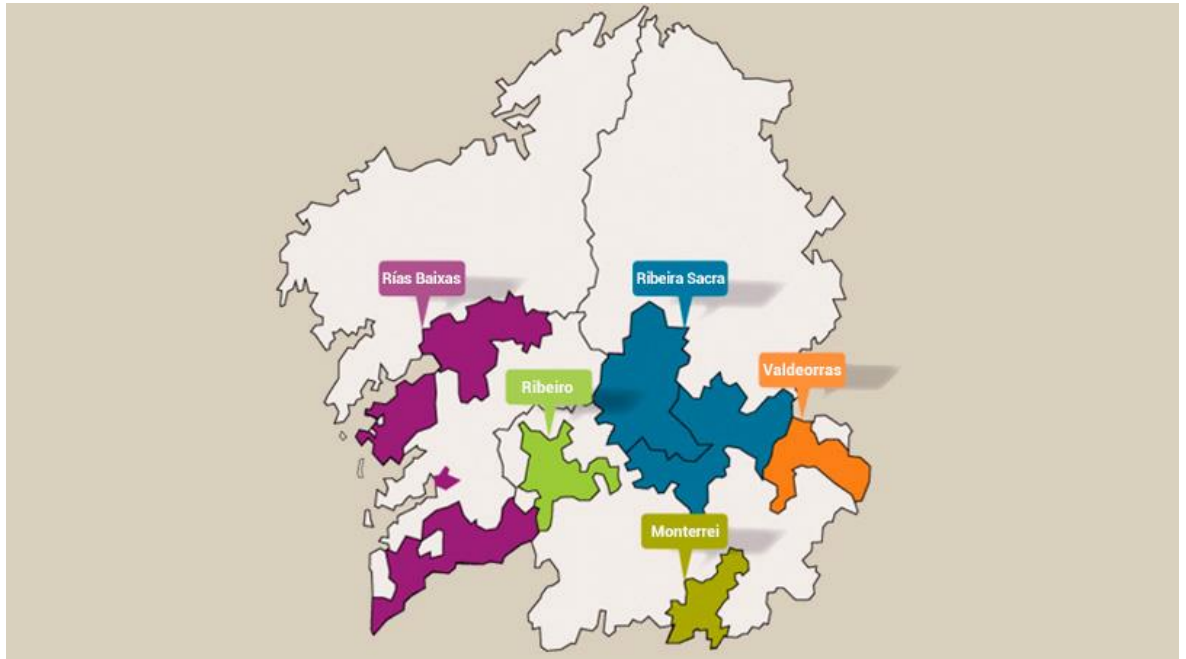 Rías Baixas
Ribeira Sacra
Valdeorras
Ribeiro
Monterrei